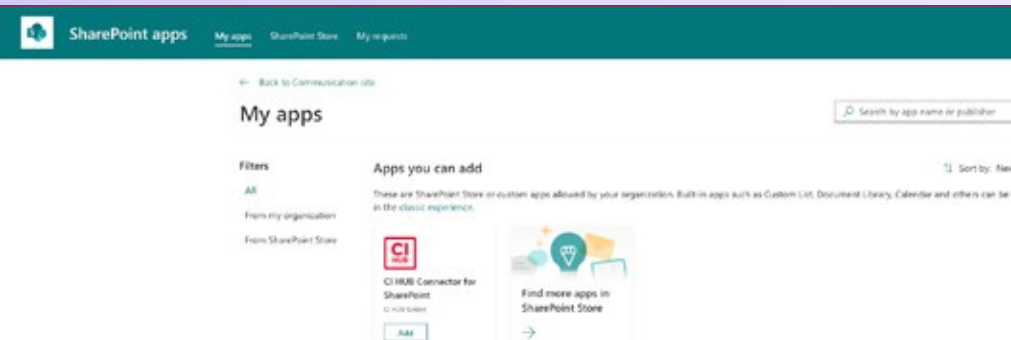 SharePoint apps My apps SharePoint Store My requests
← Back to Communication site
My apps
Search by app name or publisher
Filters
All
From my organization
From SharePoint Store
Apps you can add
Sort by: New
These are SharePoint Store or custom apps allowed by your organization. Built-in apps such as Custom List, Document Library, Calendar and others can be
in the classic experience.
CI
HUB
CI HUB Connector for
SharePoint
CI HUB GmbH
Add
Find more apps in
SharePoint Store
→